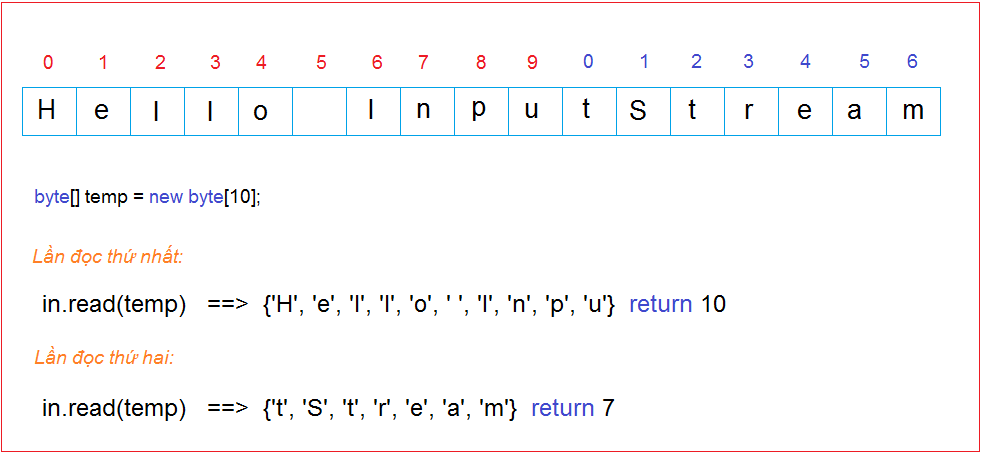 0 1 2 3 4 5 6 7 8 9 0 1 2 3 4 5 6
H e l l o I n p u t S t r e a m
byte[] temp = new byte[10];
Lần đọc thứ nhất:
in.read(temp) ==> {'H', 'e', 'l', 'l', 'o', ' ', 'I', 'n', 'p', 'u'} return 10
Lần đọc thứ hai:
in.read(temp) ==> {'t', 'S', 't', 'r', 'e', 'a', 'm'} return 7